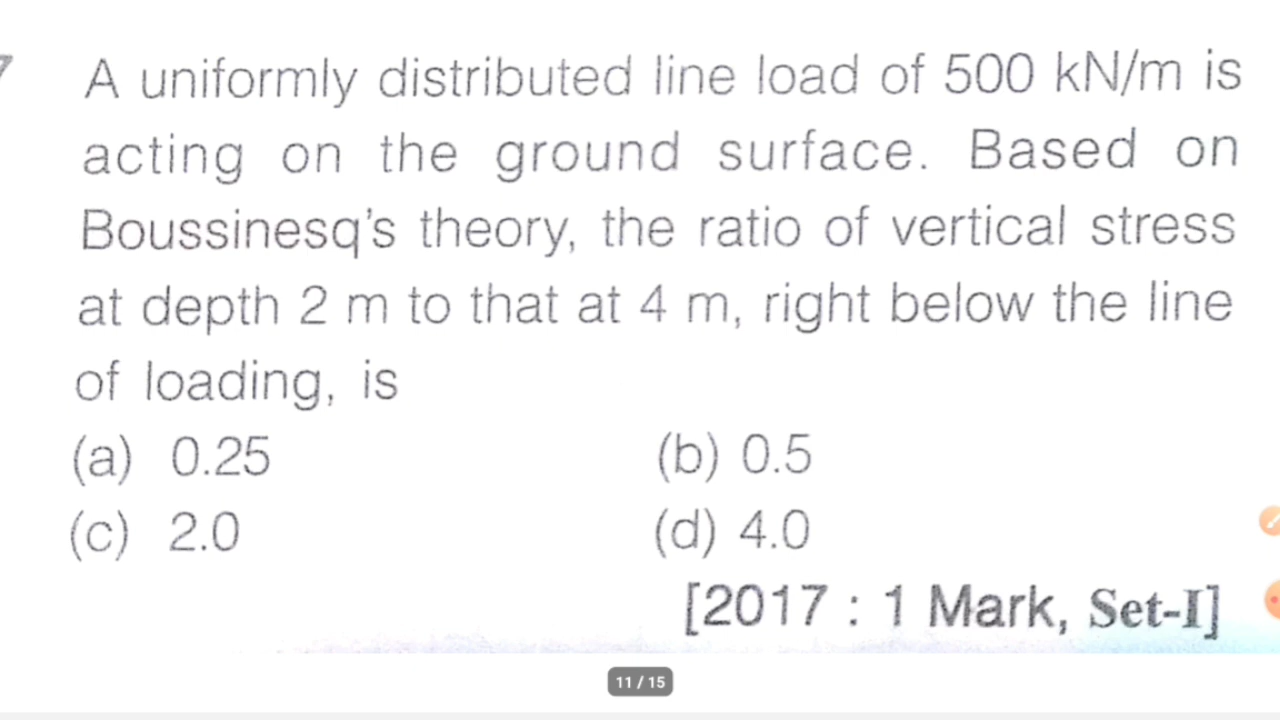 7 A uniformly distributed line load of 500 kN/m is
acting on the ground surface. Based on
Boussinesq's theory, the ratio of vertical stress
at depth 2 m to that at 4 m, right below the line
of loading, is
(a) 0.25 (b) 0.5
(c) 2.0 (d) 4.0
[2017 : 1 Mark, Set-I]
11 / 15